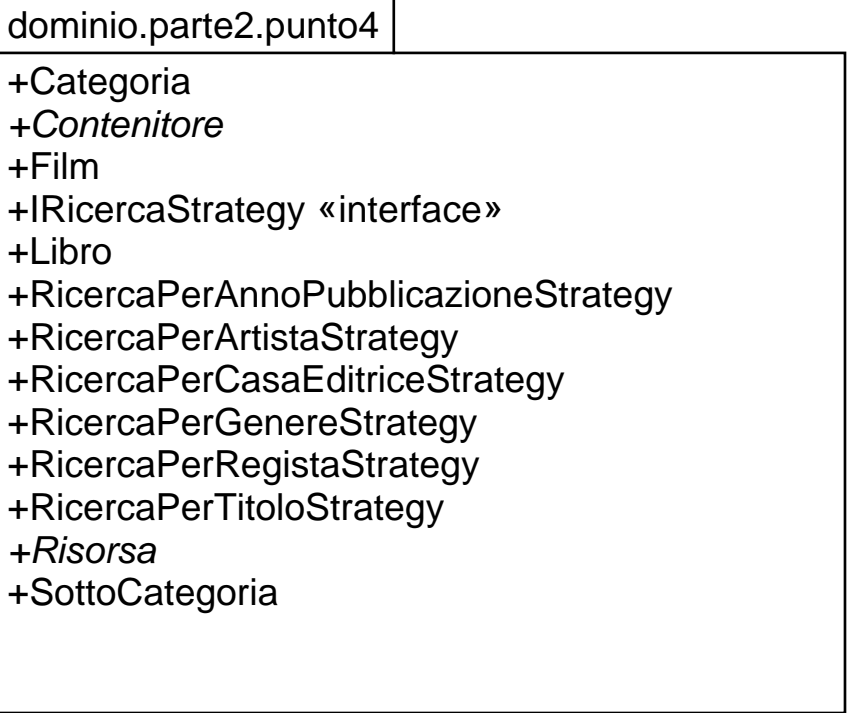 dominio.parte2.punto4
+Categoria
+Contenitore
+Film
+IRicercaStrategy «interface»
+Libro
+RicercaPerAnnoPubblicazioneStrategy
+RicercaPerArtistaStrategy
+RicercaPerCasaEditriceStrategy
+RicercaPerGenereStrategy
+RicercaPerRegistaStrategy
+RicercaPerTitoloStrategy
+Risorsa
+SottoCategoria